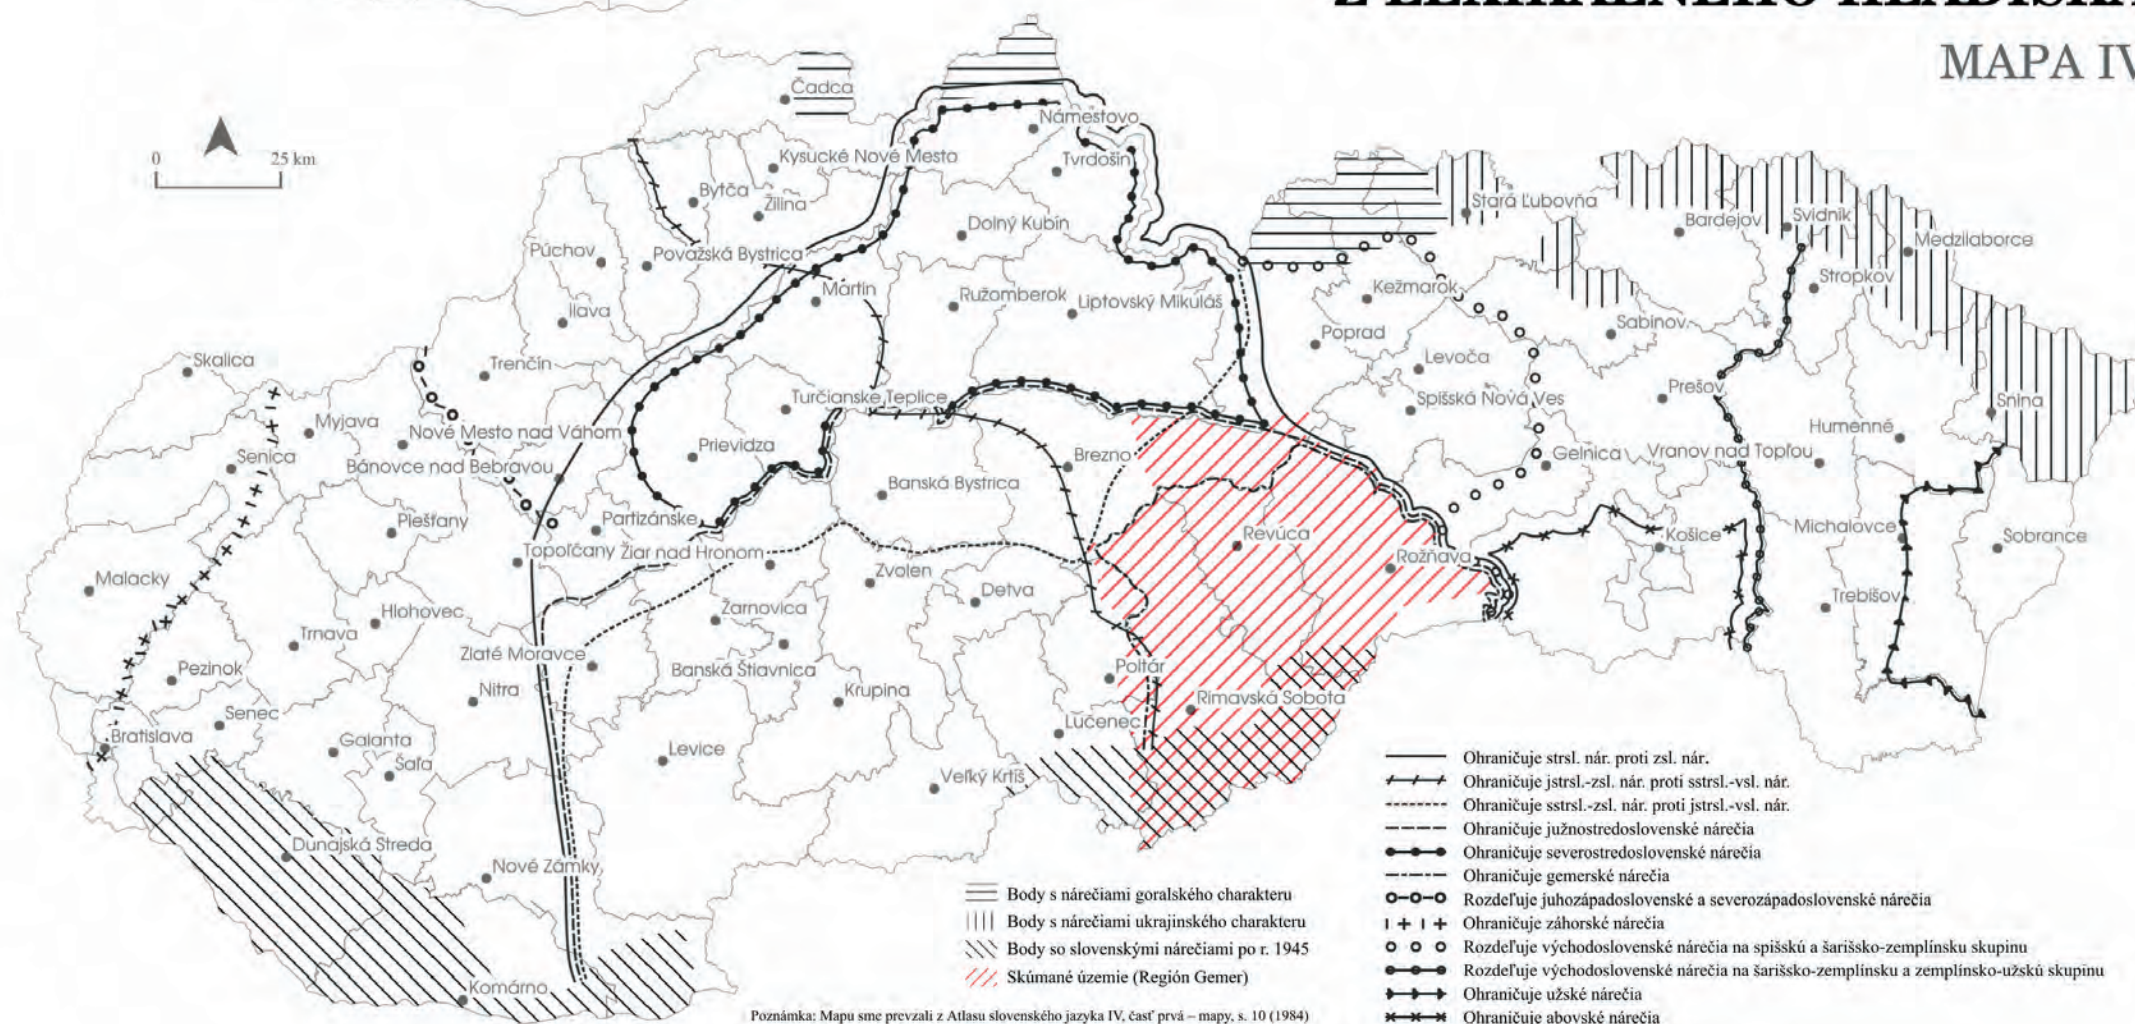 MAPA IV
0 25 km
Čadca
Námestovo
Kysucké Nové Mesto
Tvrdošín
Bytča
Žilina
Stará Ľubovňa
Dolný Kubín
Bardejov
Svidník
Medzilaborce
Púchov
Považská Bystrica
Stropkov
Martin
Ružomberok
Liptovský Mikuláš
Kežmarok
Ilava
Sabinov
Poprad
Skalica
Trenčín
Levoča
Prešov
Turčianske Teplice
Spišská Nová Ves
Snina
Myjava
Nové Mesto nad Váhom
Humenné
Prievidza
Senica
Bánovce nad Bebravou
Brezno
Gelnica
Vranov nad Topľou
Banská Bystrica
Piešťany
Partizánske
Revúca
Košice
Michalovce
Sobrance
Topoľčany
Žiar nad Hronom
Rožňava
Malacky
Zvolen
Detva
Hlohovec
Žarnovica
Trebišov
Trnava
Zlaté Moravce
Pezinok
Banská Štiavnica
Poltár
Nitra
Krupina
Rimavská Sobota
Senec
Lučenec
Bratislava
Galanta
Levice
Šaľa
Veľký Krtíš
Dunajská Streda
Nové Zámky
Komárno
Body s nárečiami goralského charakteru
Body s nárečiami ukrajinského charakteru
Body so slovenskými nárečiami po r. 1945
Skúmané územie (Región Gemer)
Ohraničuje strsl. nár. proti zsl. nár.
Ohraničuje jstrsl.-zsl. nár. proti sstrsl.-vsl. nár.
Ohraničuje sstrsl.-zsl. nár. proti jstrsl.-vsl. nár.
Ohraničuje južnostredoslovenské nárečia
Ohraničuje severostredoslovenské nárečia
Ohraničuje gemerské nárečia
Rozdeľuje juhozápadoslovenské a severozápadoslovenské nárečia
Ohraničuje záhorské nárečia
Rozdeľuje východoslovenské nárečia na spišskú a šarišsko-zemplínsku skupinu
Rozdeľuje východoslovenské nárečia na šarišsko-zemplínsku a zemplínsko-užskú skupinu
Ohraničuje užské nárečia
Ohraničuje abovské nárečia
Poznámka: Mapu sme prevzali z Atlasu slovenského jazyka IV, časť prvá – mapy, s. 10 (1984)